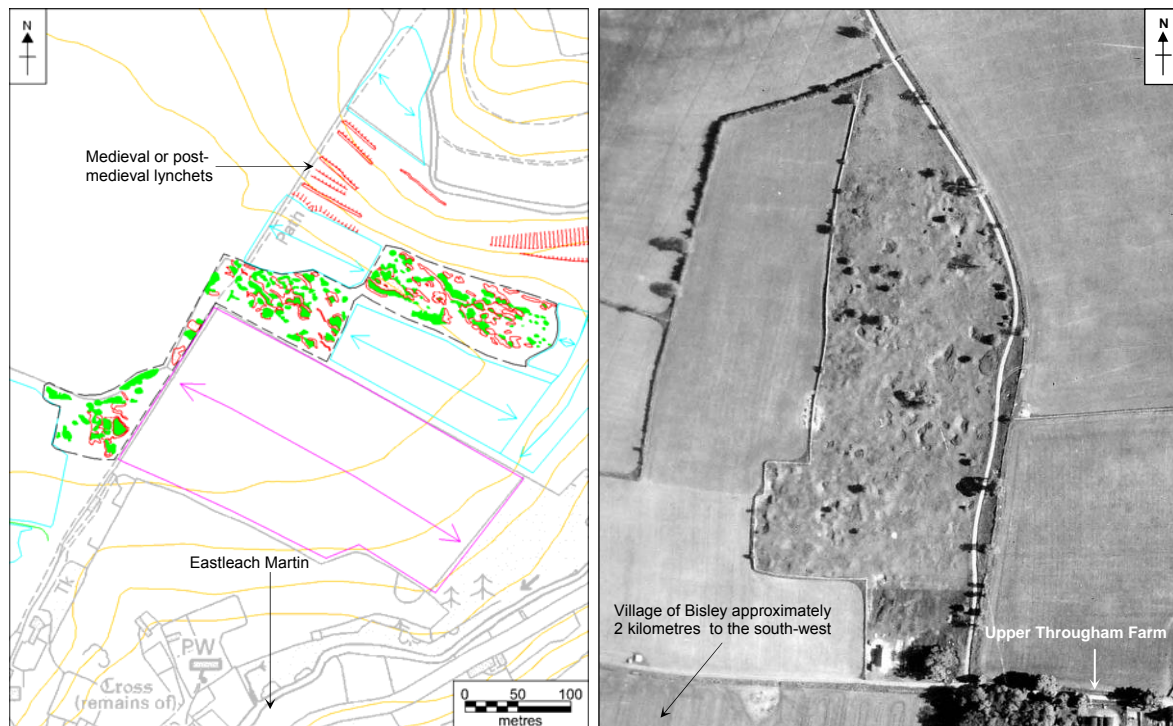 N
Medieval or post-
medieval lynchets
Path
Eastleach Martin
Tk
PW
Cross
(remains of)
0 50 100
metres
N
Village of Bisley approximately
2 kilometres to the south-west
Upper Througham Farm